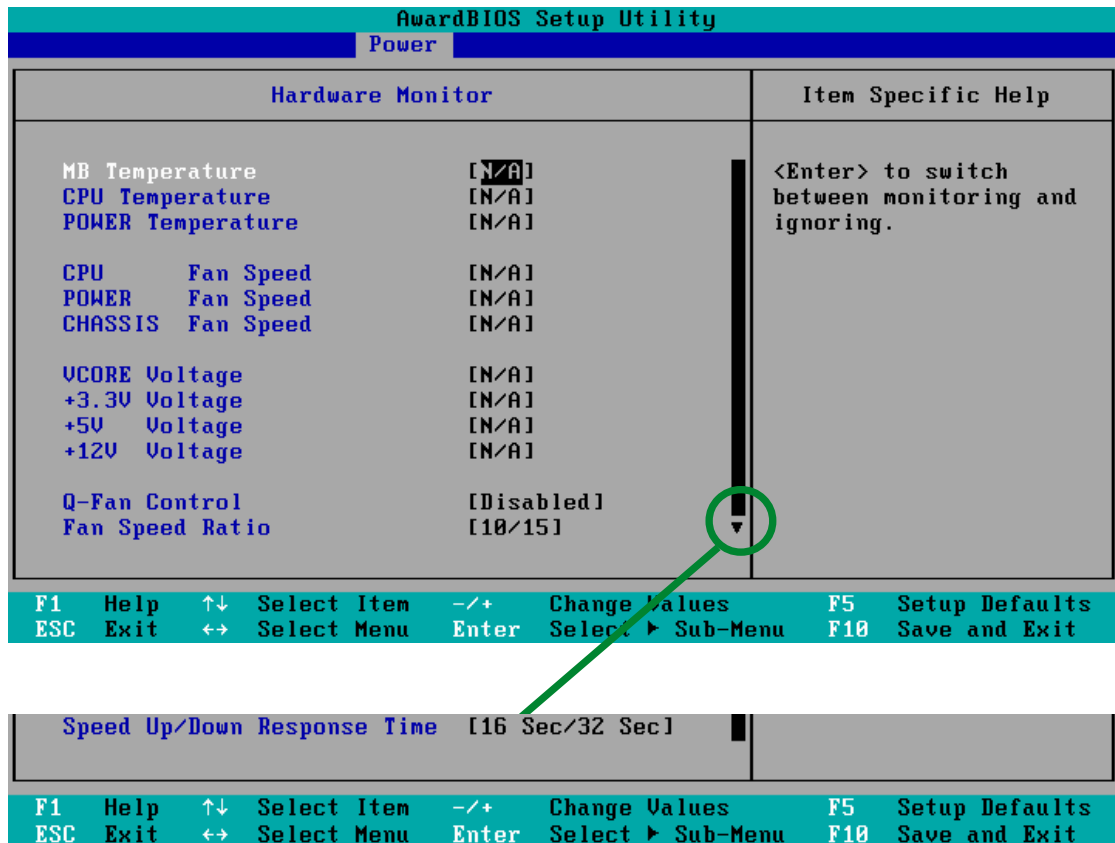 AwardBIOS Setup Utility
Power
Hardware Monitor
Item Specific Help
MB Temperature [N/A]
CPU Temperature [N/A]
POWER Temperature [N/A]
CPU Fan Speed [N/A]
POWER Fan Speed [N/A]
CHASSIS Fan Speed [N/A]
VCORE Voltage [N/A]
+3.3V Voltage [N/A]
+5V Voltage [N/A]
+12V Voltage [N/A]
Q-Fan Control [Disabled]
Fan Speed Ratio [10/15] ▼
<Enter> to switch
between monitoring and
ignoring.
F1 Help ↑↓ Select Item -/+ Change Values F5 Setup Defaults
ESC Exit ↔ Select Menu Enter Select ► Sub-Menu F10 Save and Exit
Speed Up/Down Response Time [16 Sec/32 Sec]
F1 Help ↑↓ Select Item -/+ Change Values F5 Setup Defaults
ESC Exit ↔ Select Menu Enter Select ► Sub-Menu F10 Save and Exit